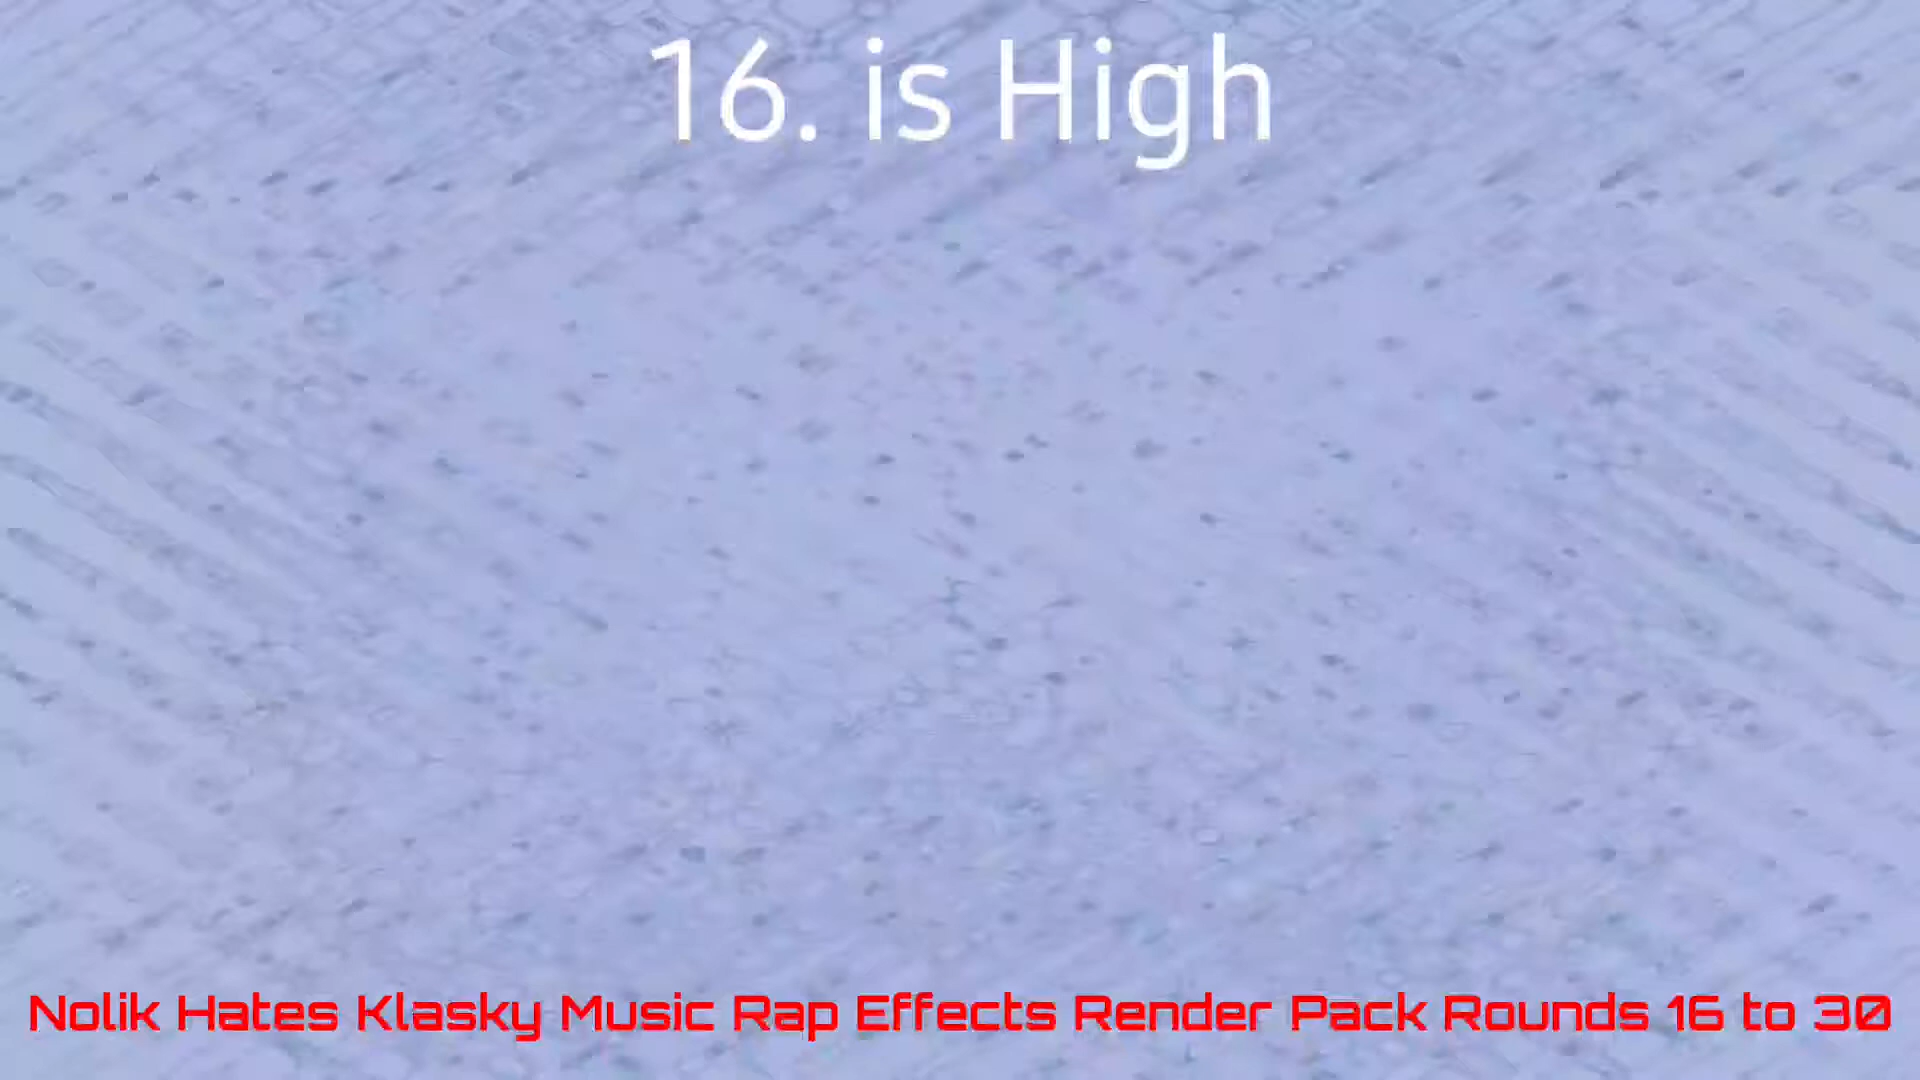 16. is High
Nolik Hates Klasky Music Rap Effects Render Pack Rounds 16 to 30